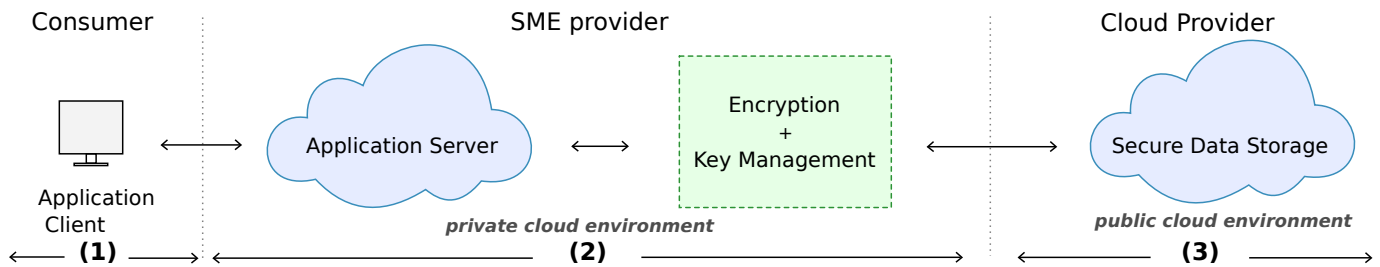 Consumer
SME provider
Cloud Provider
Application Server
Encryption
+
Key Management
Secure Data Storage
Application
Client
private cloud environment
public cloud environment
(1)
(2)
(3)